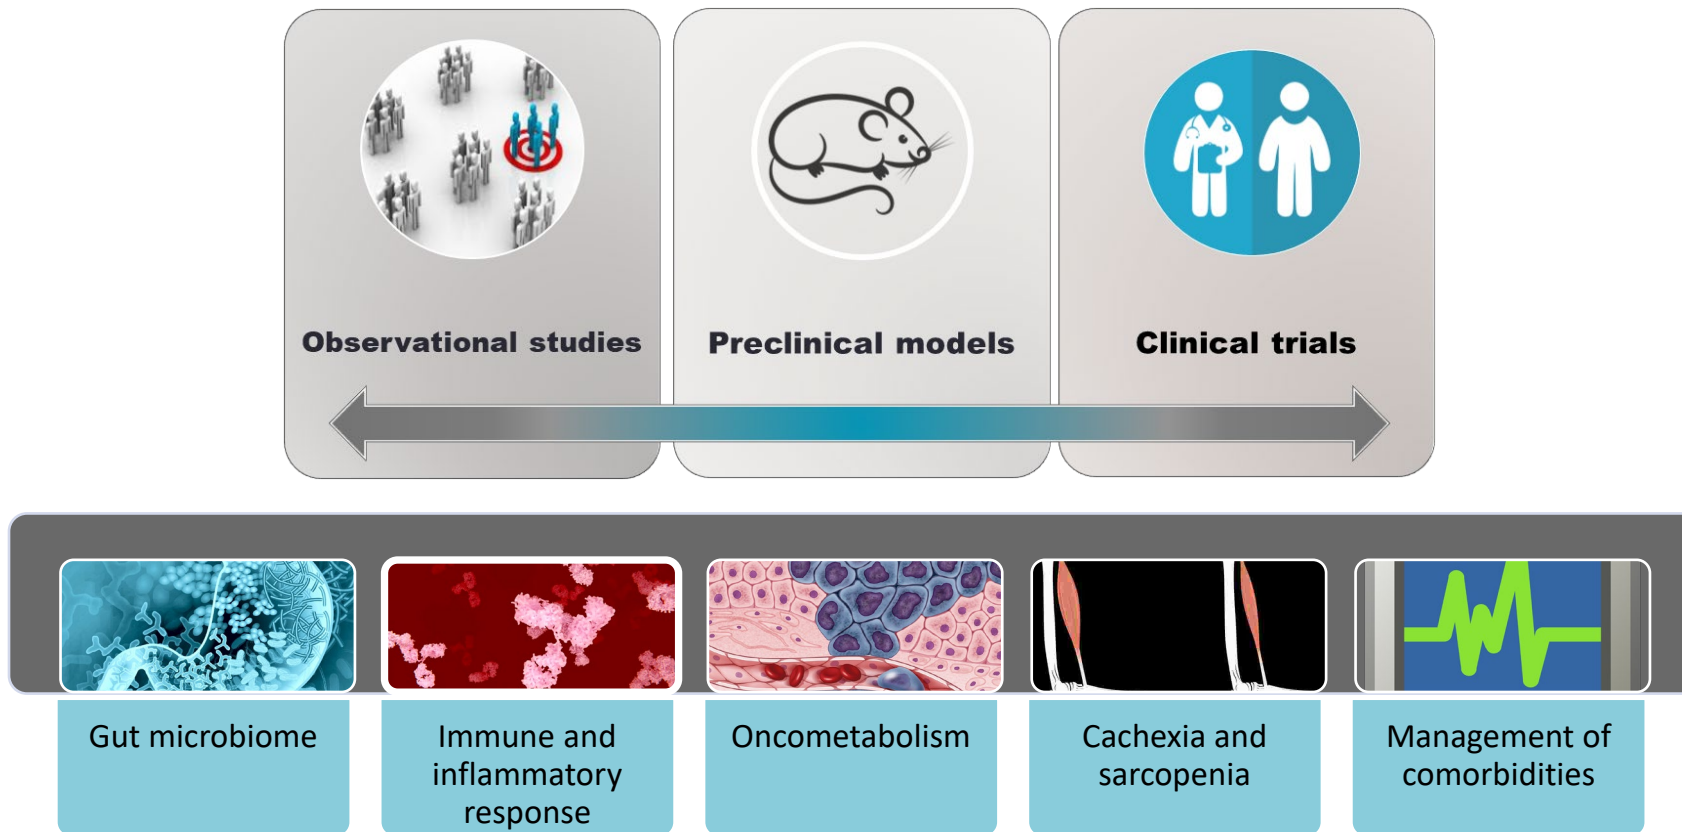 Observational studies
Preclinical models
Clinical trials
Gut microbiome
Immune and
inflammatory
response
Oncometabolism
Cachexia and
sarcopenia
Management of
comorbidities